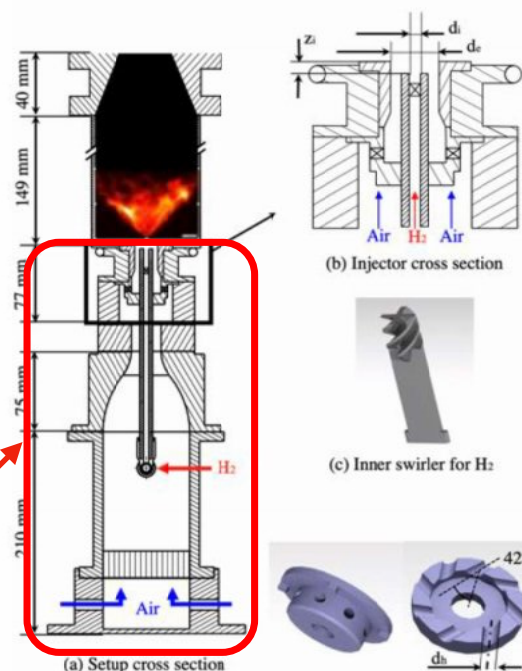 40 mm
149 mm
77 mm
75 mm
210 mm
H₂
Air
(a) Setup cross section
zᵢ
dᵢ
dₑ
Air
H₂
Air
(b) Injector cross section
(c) Inner swirler for H₂
42
dₕ